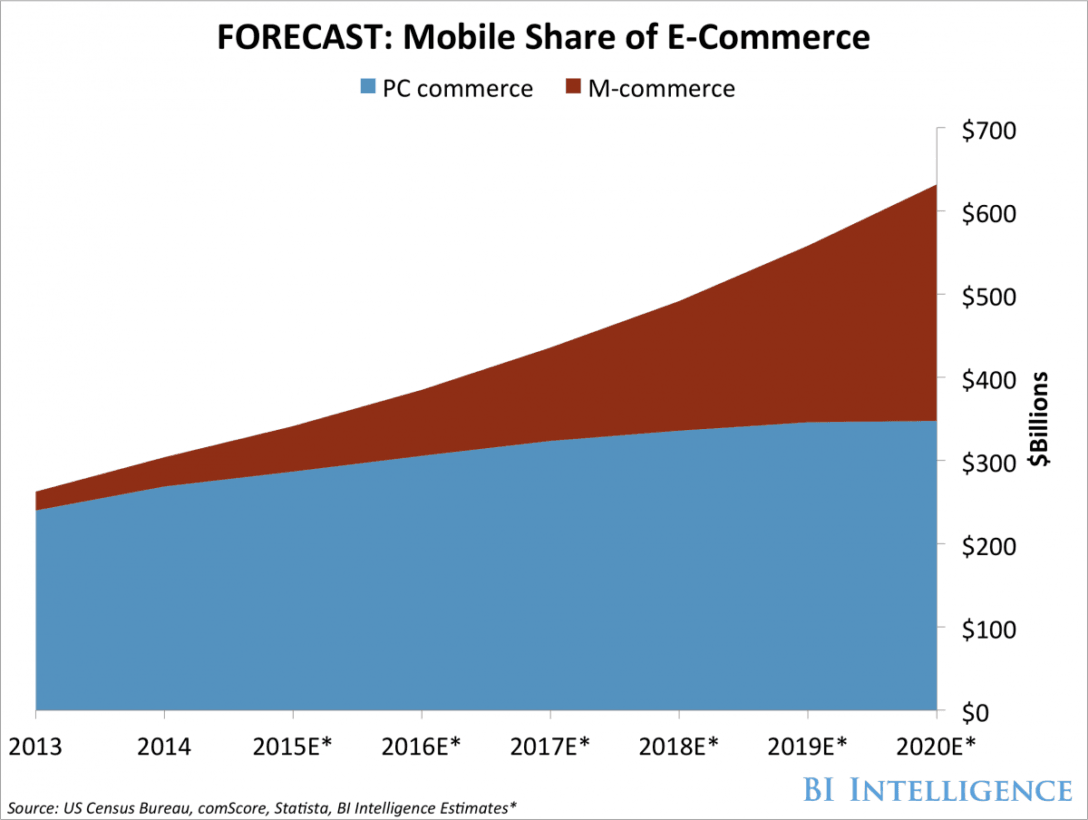 FORECAST: Mobile Share of E-Commerce
PC commerce M-commerce
$700
$600
$500
$400
$300
$200
$100
$0
$Billions
2013 2014 2015E* 2016E* 2017E* 2018E* 2019E* 2020E*
BI INTELLIGENCE
Source: US Census Bureau, comScore, Statista, BI Intelligence Estimates*